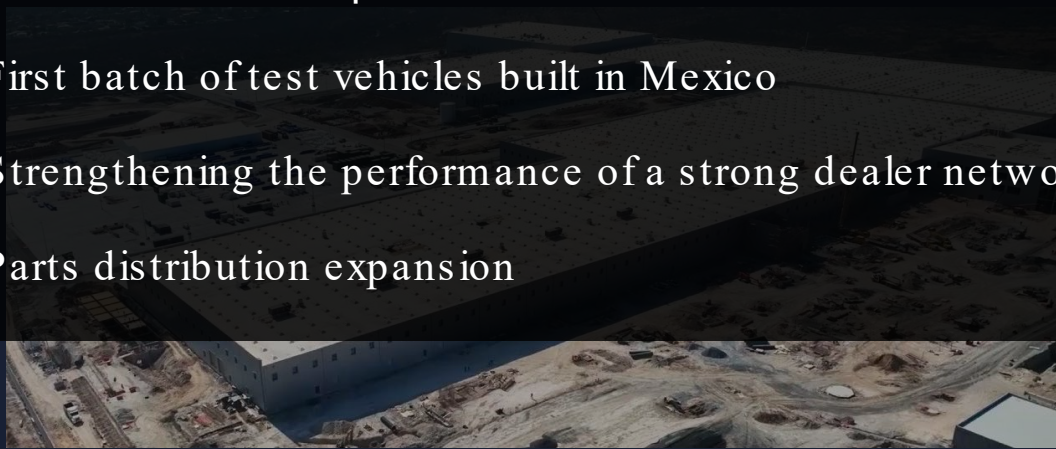 First batch of test vehicles built in Mexico
Strengthening the performance of a strong dealer netwo
Parts distribution expansion